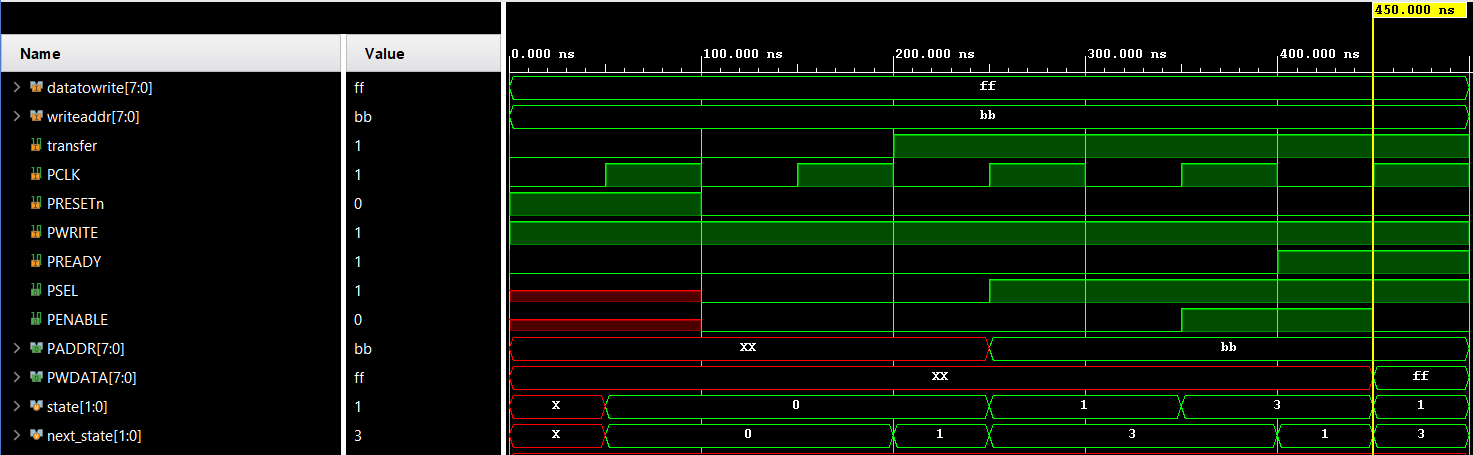 450.000 ns
Name Value
0.000 ns 100.000 ns 200.000 ns 300.000 ns 400.000 ns
datatowrite[7:0] ff ff
writeaddr[7:0] bb bb
transfer 1
PCLK 1
PRESETn 0
PWRITE 1
PREADY 1
PSEL 1
PENABLE 0
PADDR[7:0] bb XX bb
PWDATA[7:0] ff XX ff
state[1:0] 1 X 0 1 3 1
next_state[1:0] 3 X 0 1 3 1 3